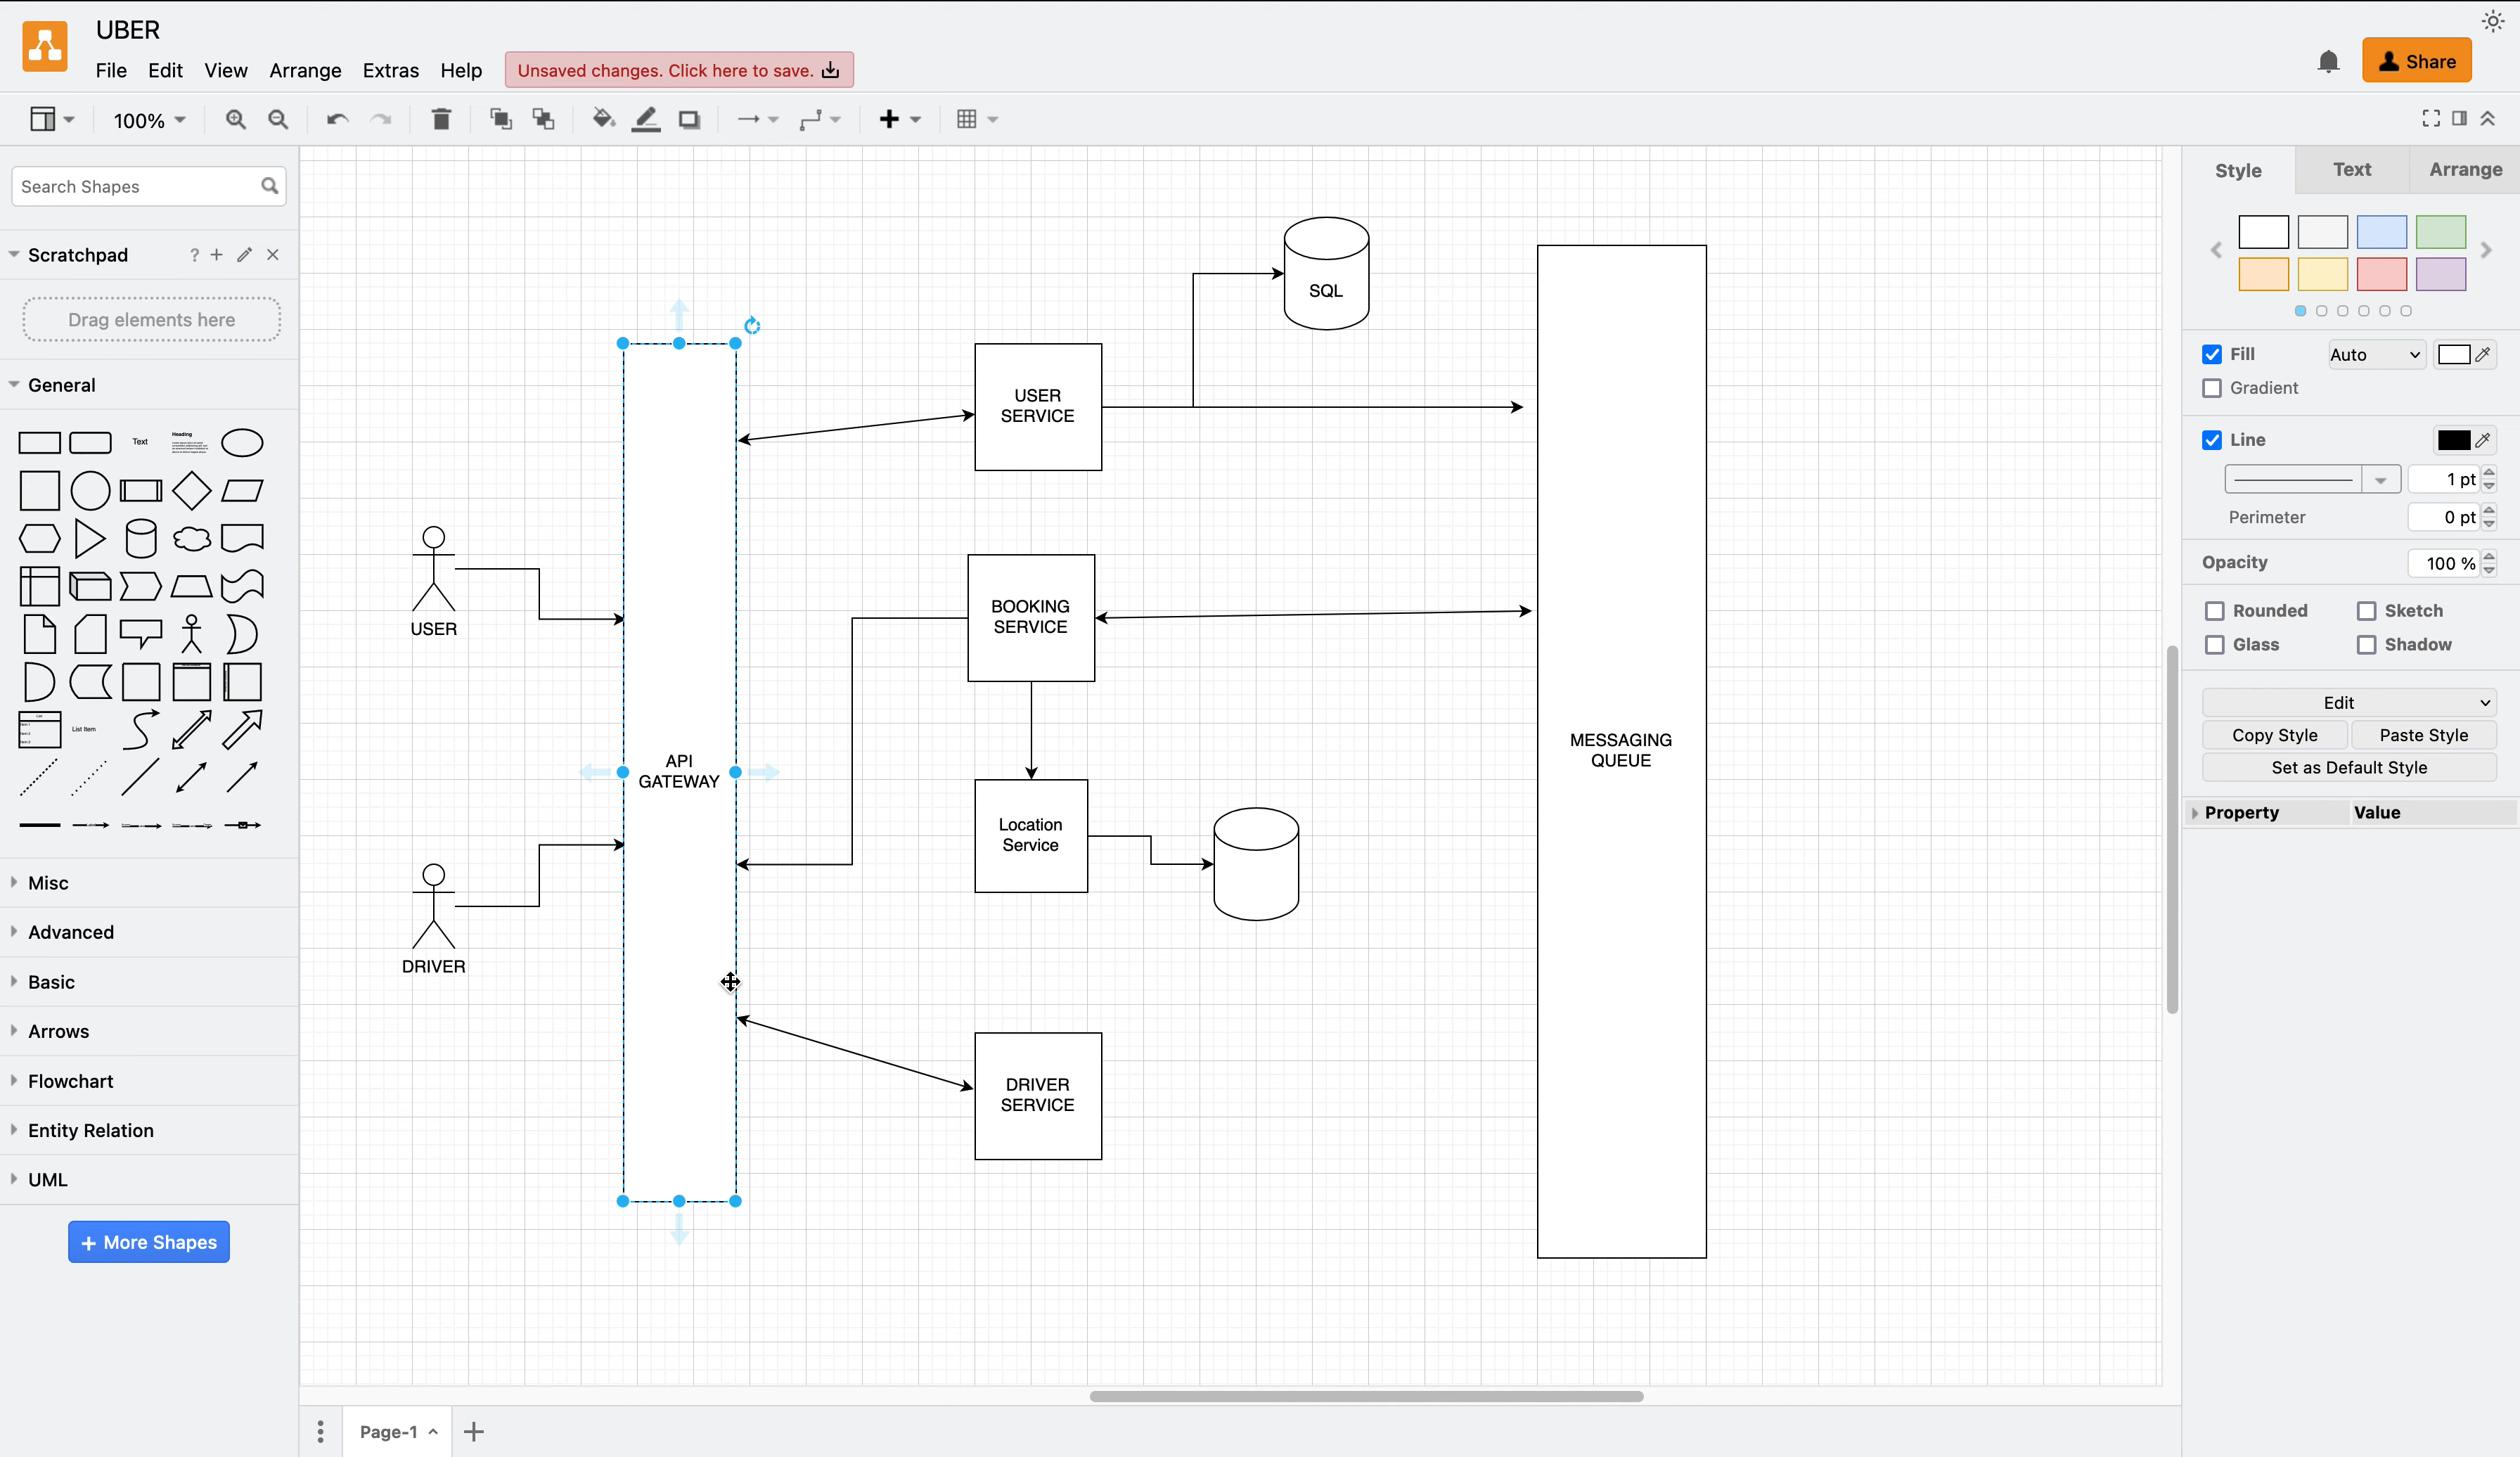 UBER
File Edit View Arrange Extras Help
Unsaved changes. Click here to save.
Share
100%
Search Shapes
Scratchpad
?
Drag elements here
General
Text
Heading
List Item
Misc
Advanced
Basic
Arrows
Flowchart
Entity Relation
UML
+ More Shapes
USER
DRIVER
API
GATEWAY
USER
SERVICE
SQL
BOOKING
SERVICE
Location
Service
DRIVER
SERVICE
MESSAGING
QUEUE
Page-1
Style Text Arrange
Fill Auto
Gradient
Line
1 pt
Perimeter 0 pt
Opacity 100 %
Rounded Sketch
Glass Shadow
Edit
Copy Style Paste Style
Set as Default Style
Property Value